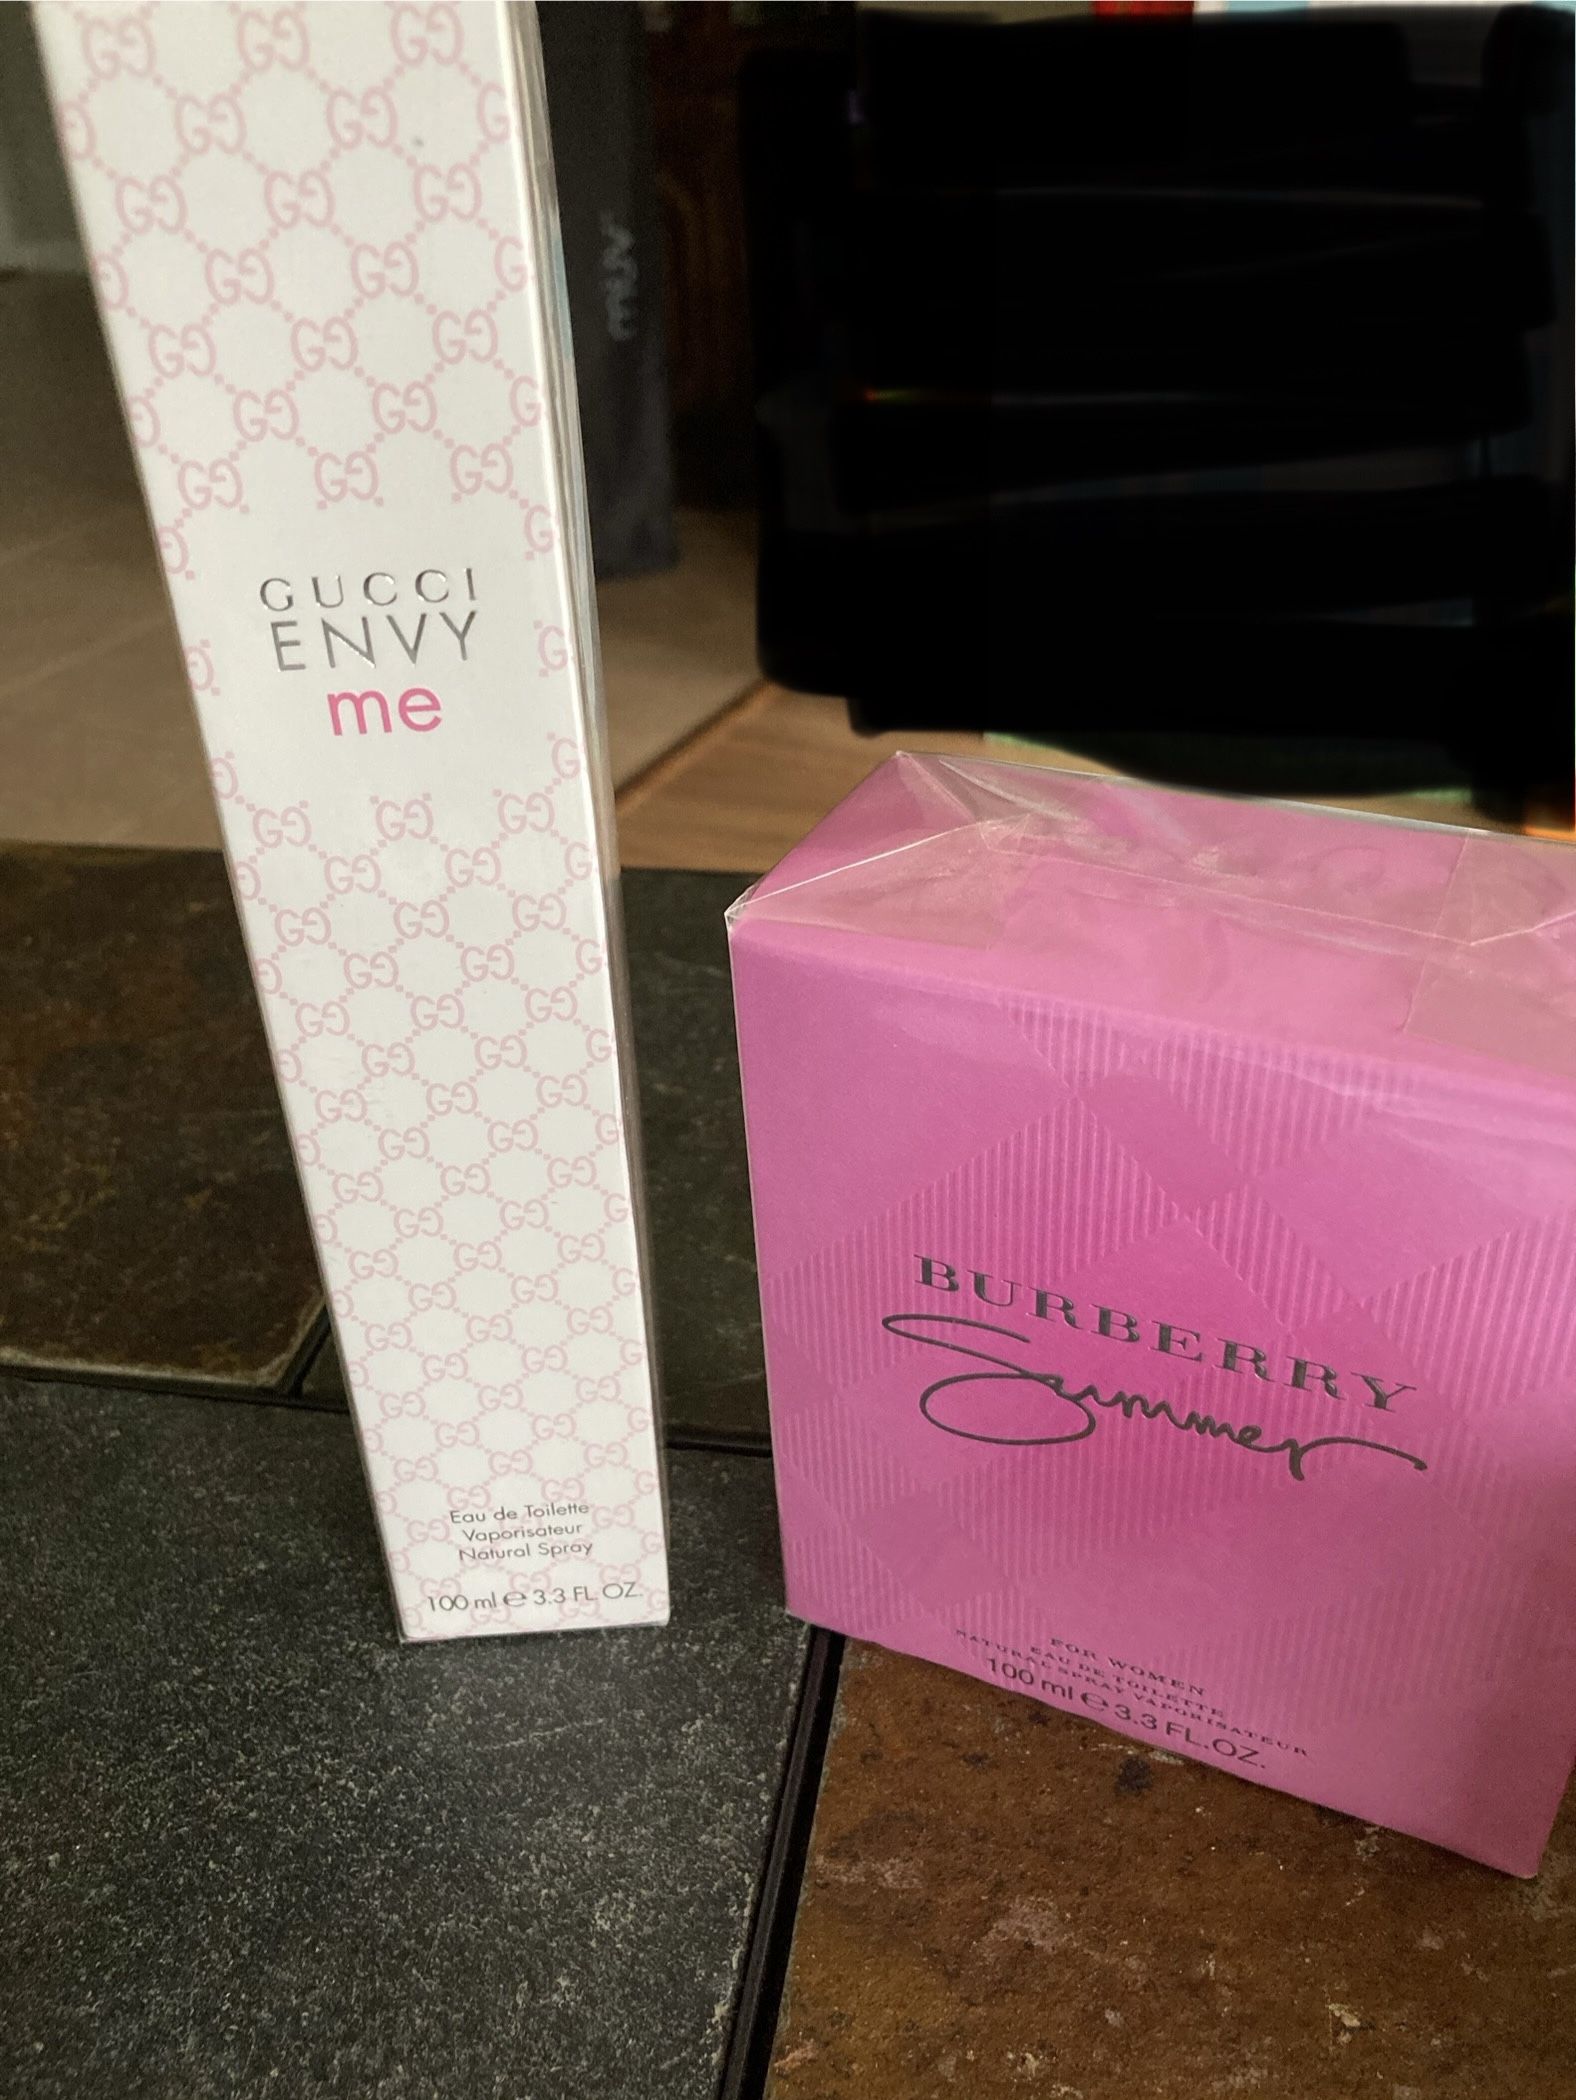 GUCCI
ENVY
me
Eau de Toilette
Vaporisateur
Natural Spray
100 ml e 3.3 FL. OZ.
BURBERRY
Summer
FOR WOMEN
EAU DE TOILETTE
NATURAL SPRAY VAPORISATEUR
100 ml e 3.3 FL.OZ.